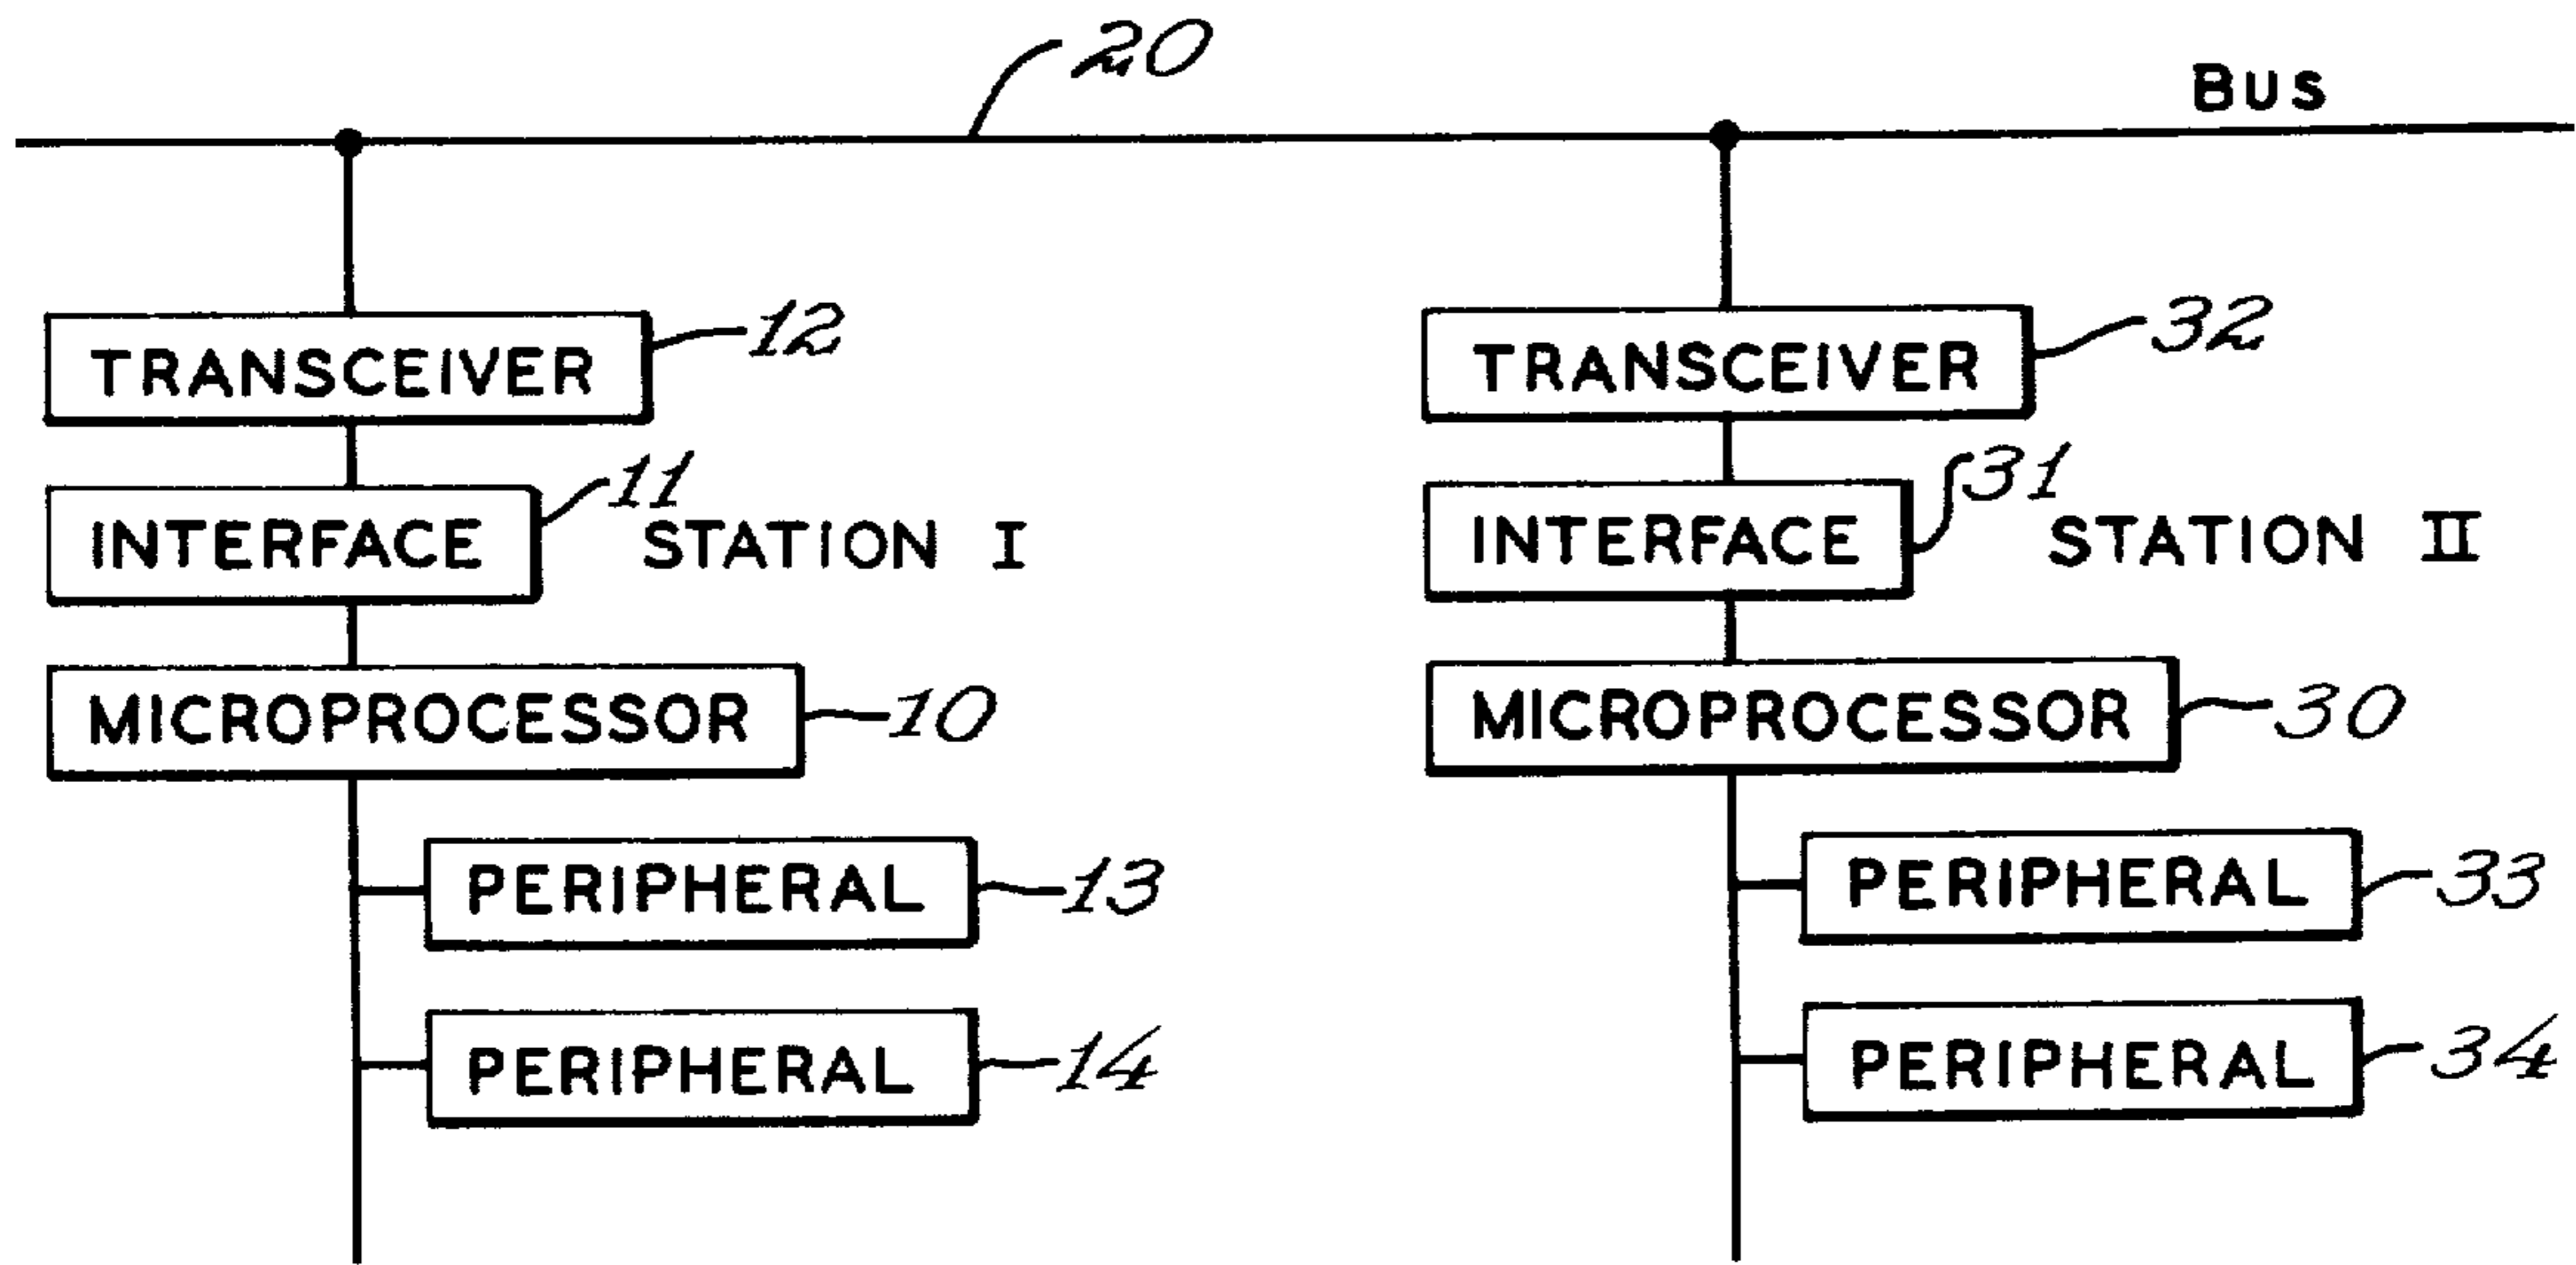 20
Bus
TRANSCEIVER 12
INTERFACE 11 STATION I
MICROPROCESSOR 10
PERIPHERAL 13
PERIPHERAL 14
TRANSCEIVER 32
INTERFACE 31 STATION II
MICROPROCESSOR 30
PERIPHERAL 33
PERIPHERAL 34